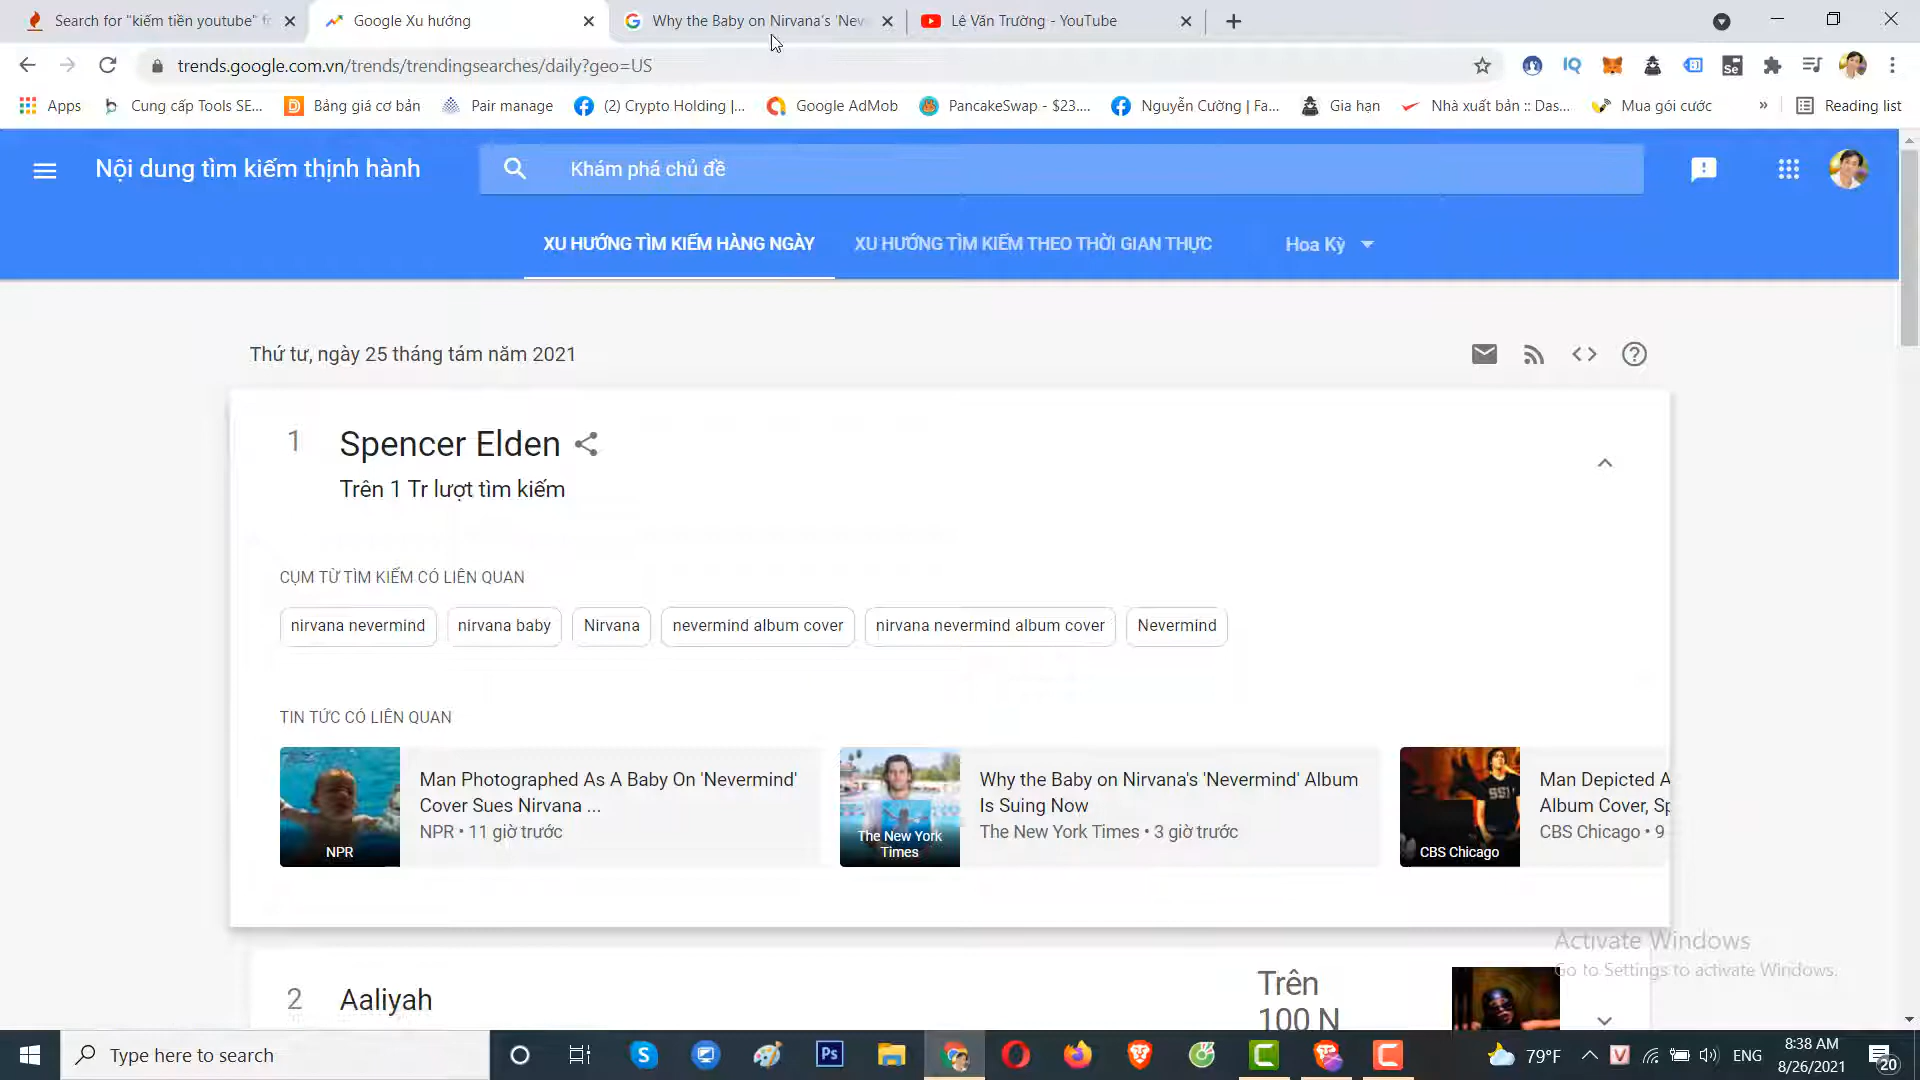 Search for "kiếm tiền youtube" f
Google Xu hướng
Why the Baby on Nirvana's 'Nev
Lê Văn Trường - YouTube
trends.google.com.vn/trends/trendingsearches/daily?geo=US
Apps
Cung cấp Tools SE...
Bảng giá cơ bản
Pair manage
(2) Crypto Holding |...
Google AdMob
PancakeSwap - $23....
Nguyễn Cường | Fa...
Gia hạn
Nhà xuất bản :: Das...
Mua gói cước
»
Reading list
Nội dung tìm kiếm thịnh hành
Khám phá chủ đề
XU HƯỚNG TÌM KIẾM HÀNG NGÀY
XU HƯỚNG TÌM KIẾM THEO THỜI GIAN THỰC
Hoa Kỳ
Thứ tư, ngày 25 tháng tám năm 2021
1
Spencer Elden
Trên 1 Tr lượt tìm kiếm
CỤM TỪ TÌM KIẾM CÓ LIÊN QUAN
nirvana nevermind
nirvana baby
Nirvana
nevermind album cover
nirvana nevermind album cover
Nevermind
TIN TỨC CÓ LIÊN QUAN
NPR
Man Photographed As A Baby On 'Nevermind'
Cover Sues Nirvana ...
NPR • 11 giờ trước
The New York
Times
Why the Baby on Nirvana's 'Nevermind' Album
Is Suing Now
The New York Times • 3 giờ trước
CBS Chicago
Man Depicted A
Album Cover, Sp
CBS Chicago • 9
2
Aaliyah
Trên
100 N
Activate Windows
Go to Settings to activate Windows.
Type here to search
79°F
ENG
8:38 AM
8/26/2021
20